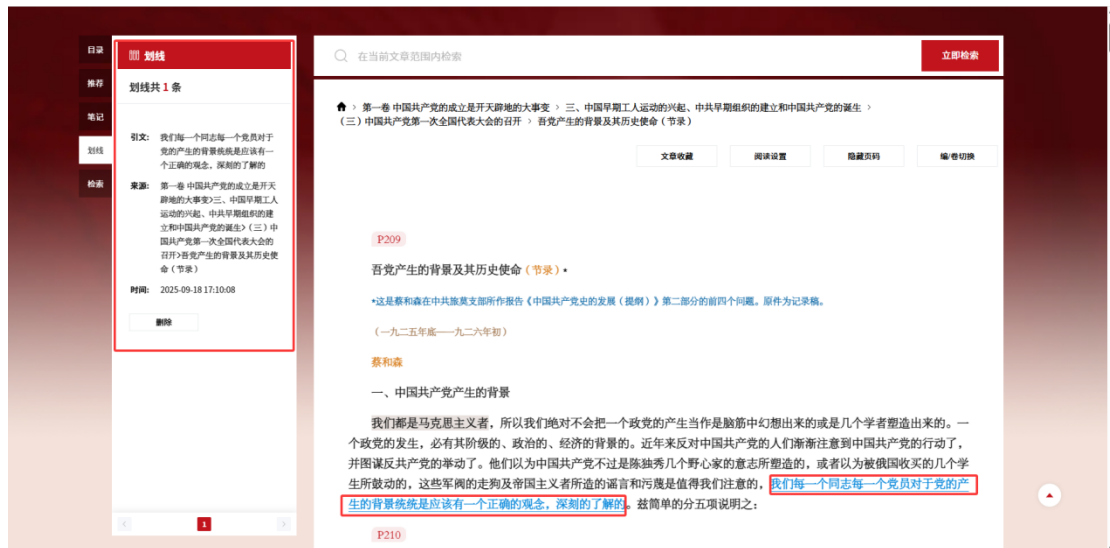 目录
推荐
笔记
划线
检索
划线
划线共 1 条
引文: 我们每一个同志每一个党员对于
党的产生的背景统统是应该有一
个正确的观念，深刻的了解的
来源: 第一卷 中国共产党的成立是开天
辟地的大事变>三、中国早期工人
运动的兴起、中共早期组织的建
立和中国共产党的诞生>（三）中
国共产党第一次全国代表大会的
召开>吾党产生的背景及其历史使
命（节录）
时间: 2025-09-18 17:10:08
删除
< 1 >
在当前文章范围内检索
立即检索
> 第一卷 中国共产党的成立是开天辟地的大事变 > 三、中国早期工人运动的兴起、中共早期组织的建立和中国共产党的诞生 >
（三）中国共产党第一次全国代表大会的召开 > 吾党产生的背景及其历史使命（节录）
文章收藏 阅读设置 隐藏页码 编/卷切换
P209
吾党产生的背景及其历史使命（节录）*
*这是蔡和森在中共旅莫支部所作报告《中国共产党史的发展（提纲）》第二部分的前四个问题。原件为记录稿。
（一九二五年底——一九二六年初）
蔡和森
一、中国共产党产生的背景
我们都是马克思主义者，所以我们绝对不会把一个政党的产生当作是脑筋中幻想出来的或是几个学者塑造出来的。一
个政党的发生，必有其阶级的、政治的、经济的背景的。近年来反对中国共产党的人们渐渐注意到中国共产党的行动了，
并图谋反共产党的举动了。他们以为中国共产党不过是陈独秀几个野心家的意志所塑造的，或者以为被俄国收买的几个学
生所鼓动的，这些军阀的走狗及帝国主义者所造的谣言和污蔑是值得我们注意的，我们每一个同志每一个党员对于党的产
生的背景统统是应该有一个正确的观念，深刻的了解的。兹简单的分五项说明之：
P210